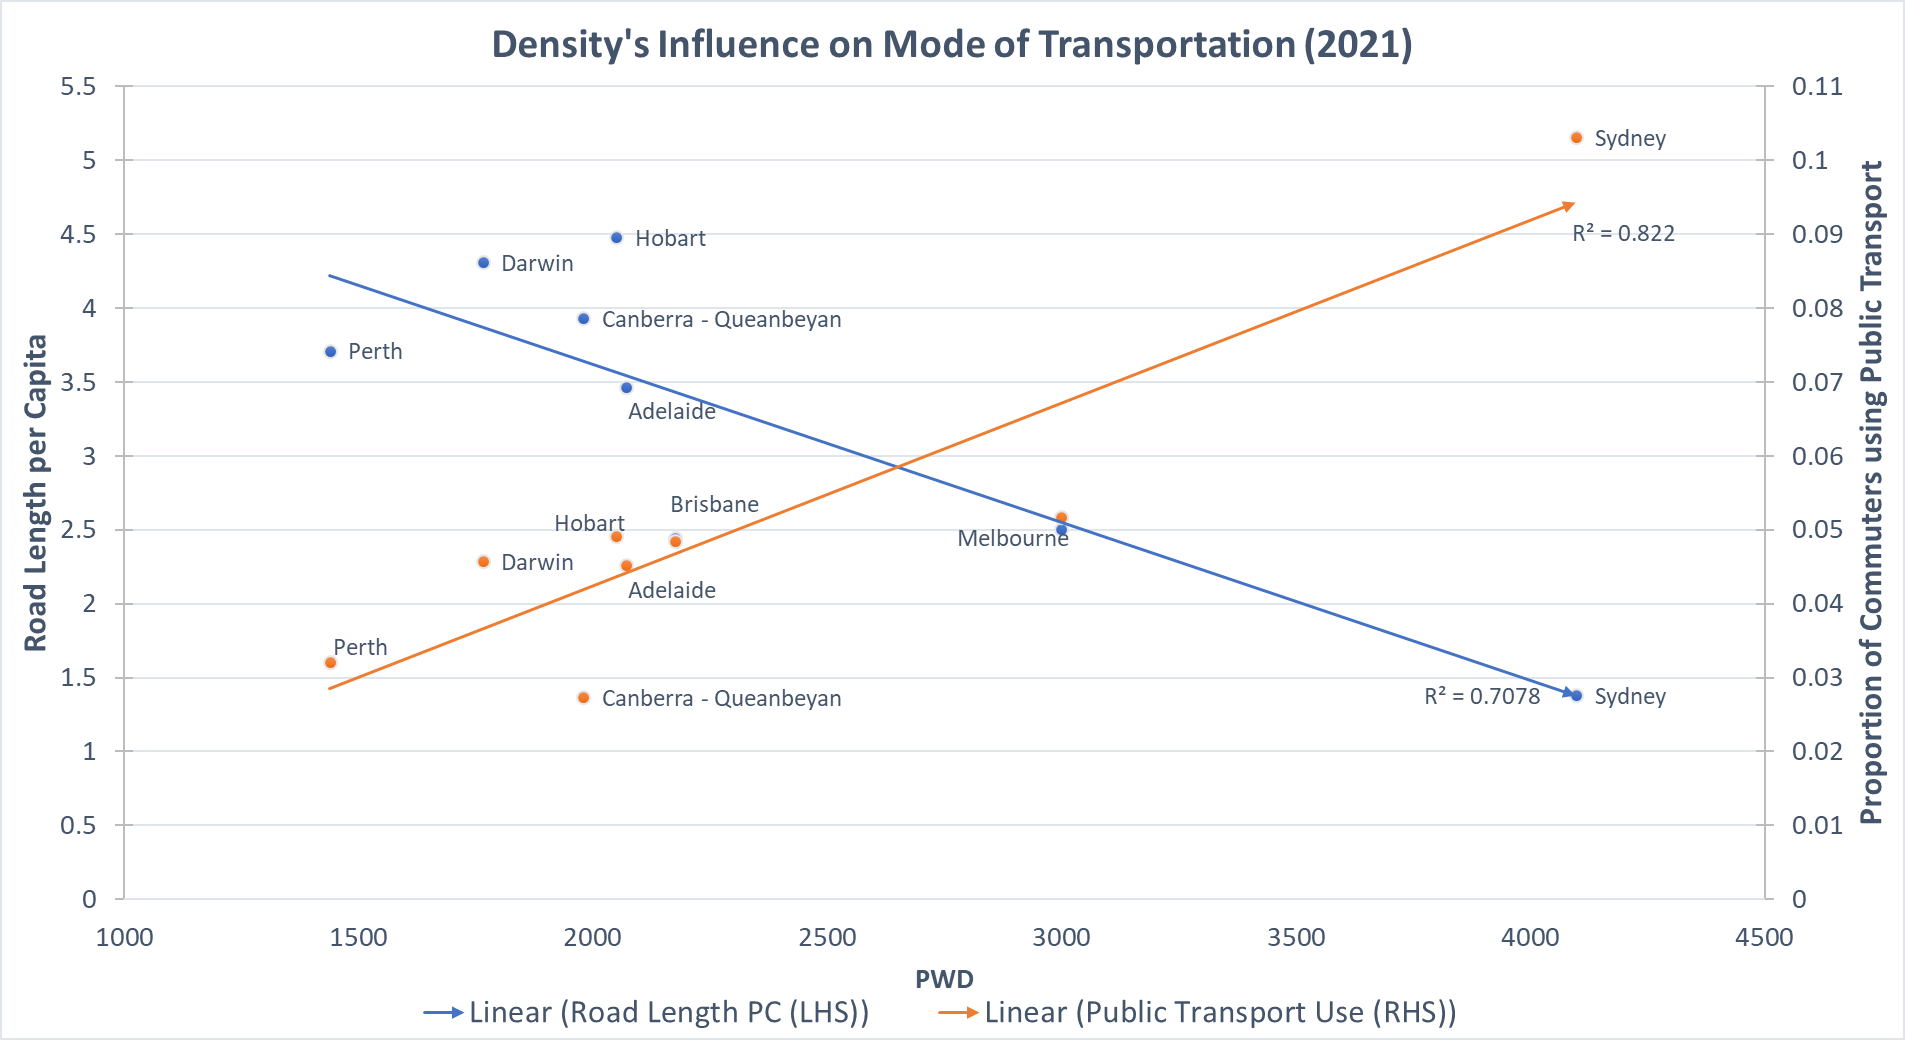 Density's Influence on Mode of Transportation (2021)
Road Length per Capita
5.5
5
4.5
4
3.5
3
2.5
2
1.5
1
0.5
0
0.11
0.1
0.09
0.08
0.07
0.06
0.05
0.04
0.03
0.02
0.01
0
Proportion of Commuters using Public Transport
Sydney
R² = 0.822
Hobart
Darwin
Canberra - Queanbeyan
Perth
Adelaide
Brisbane
Hobart
Melbourne
Darwin
Adelaide
Perth
Canberra - Queanbeyan
R² = 0.7078
Sydney
1000
1500
2000
2500
3000
3500
4000
4500
PWD
Linear (Road Length PC (LHS))
Linear (Public Transport Use (RHS))